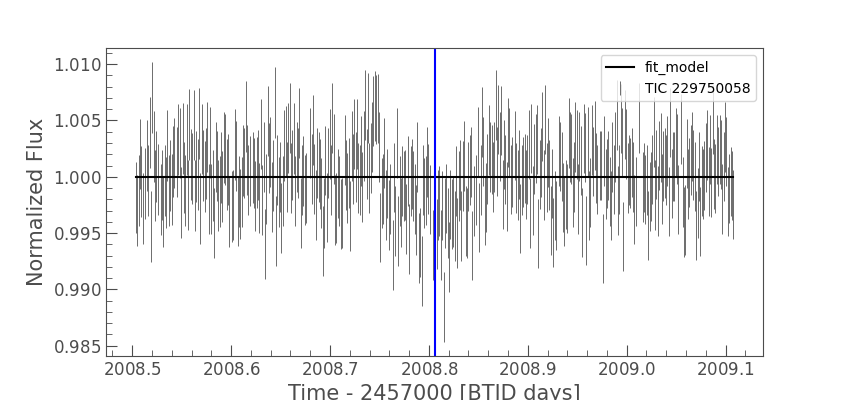 1.010
1.005
1.000
0.995
0.990
0.985
Normalized Flux
fit_model
TIC 229750058
2008.5 2008.6 2008.7 2008.8 2008.9 2009.0 2009.1
Time - 2457000 [BTJD days]